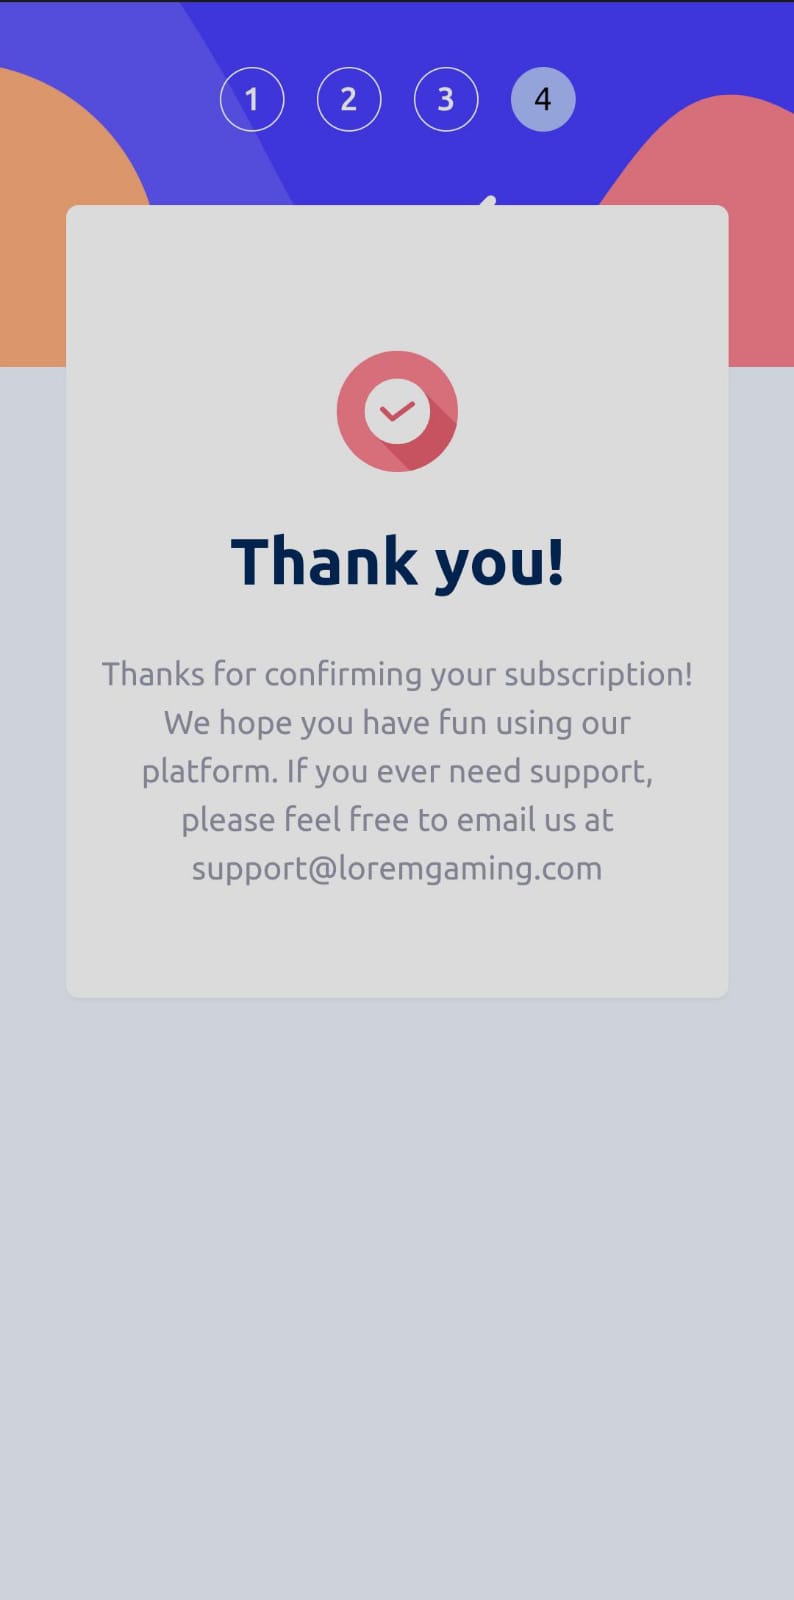 1 2 3 4
Thank you!
Thanks for confirming your subscription!
We hope you have fun using our
platform. If you ever need support,
please feel free to email us at
support@loremgaming.com